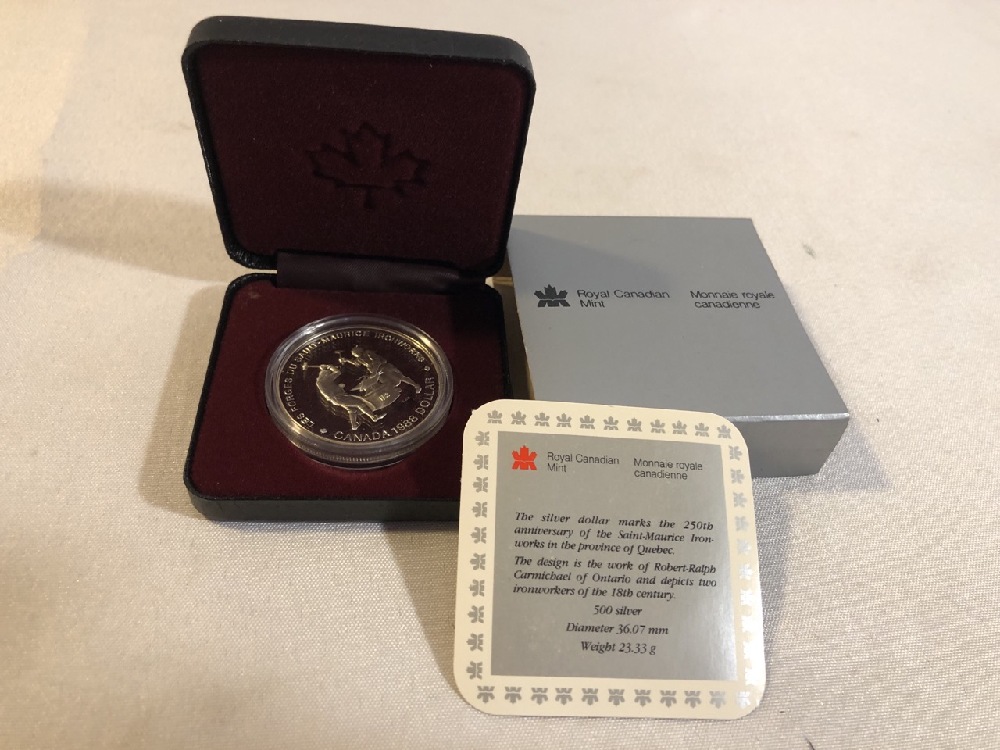 LES FORGES DU SAINT-MAURICE IRONWORKS
CANADA 1988 DOLLAR
Royal Canadian
Mint
Monnaie royale
canadienne
Royal Canadian
Mint
Monnaie royale
canadienne
The silver dollar marks the 250th
anniversary of the Saint-Maurice Iron-
works in the province of Quebec.
The design is the work of Robert-Ralph
Carmichael of Ontario and depicts two
ironworkers of the 18th century.
500 silver
Diameter 36.07 mm
Weight 23.33 g